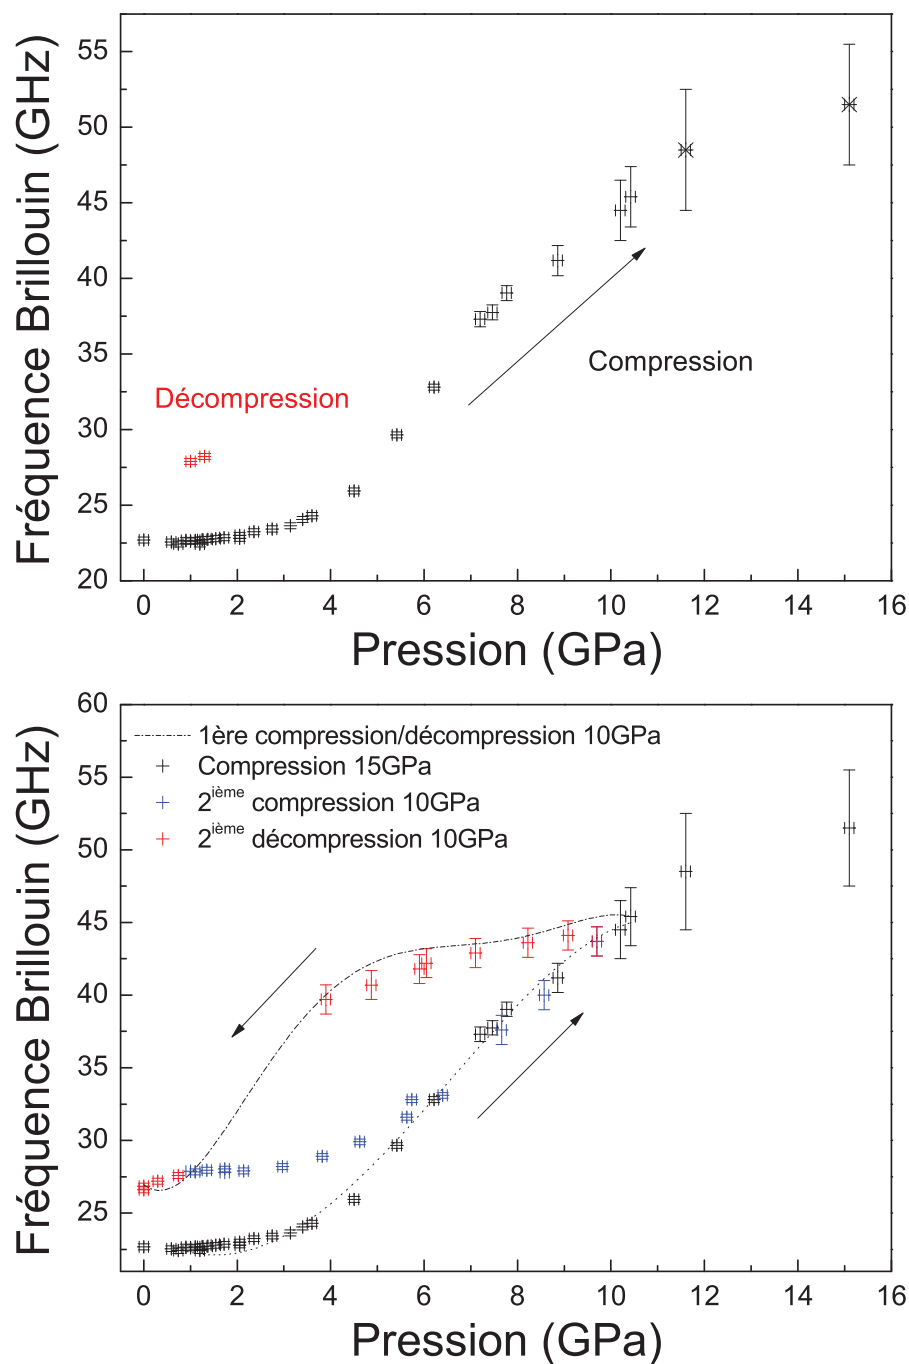 55
50
45
40
35
30
25
20
Fréquence Brillouin (GHz)
Compression
Décompression
0 2 4 6 8 10 12 14 16
Pression (GPa)
60
55
50
45
40
35
30
25
Fréquence Brillouin (GHz)
1ère compression/décompression 10GPa
Compression 15GPa
2ième compression 10GPa
2ième décompression 10GPa
0 2 4 6 8 10 12 14 16
Pression (GPa)